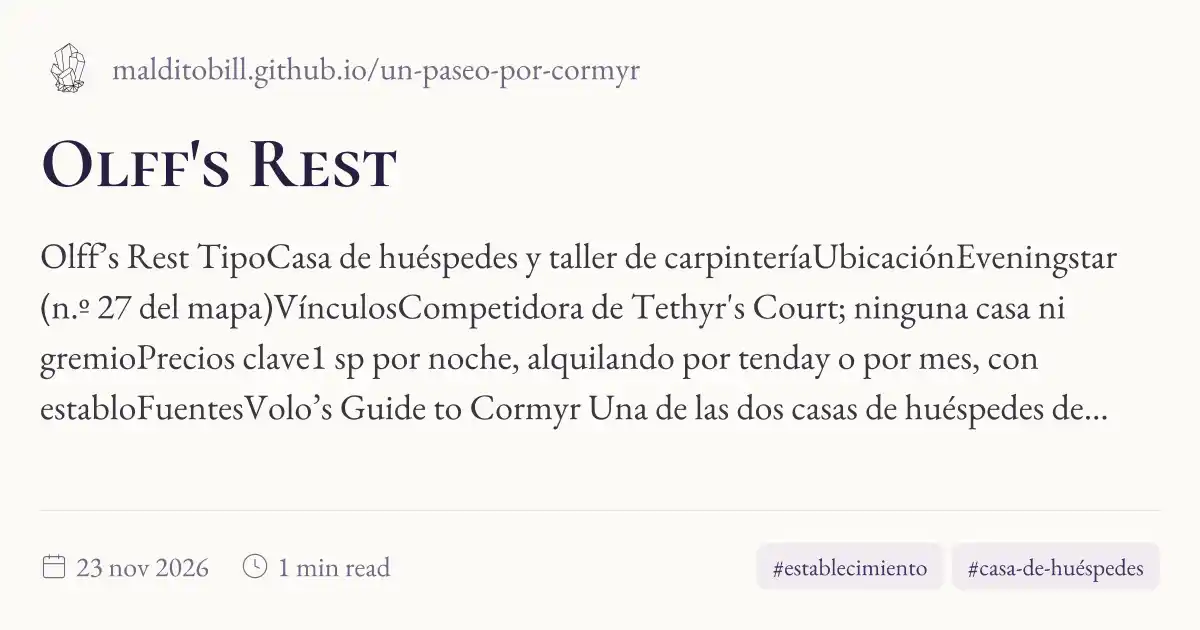 malditobill.github.io/un-paseo-por-cormyr
Olff's Rest
Olff’s Rest TipoCasa de huéspedes y taller de carpinteríaUbicaciónEveningstar
(n.º 27 del mapa)VínculosCompetidora de Tethyr's Court; ninguna casa ni
gremioPrecios clave1 sp por noche, alquilando por tenday o por mes, con
establoFuentesVolo’s Guide to Cormyr Una de las dos casas de huéspedes de...
23 nov 2026 1 min read #establecimiento #casa-de-huéspedes